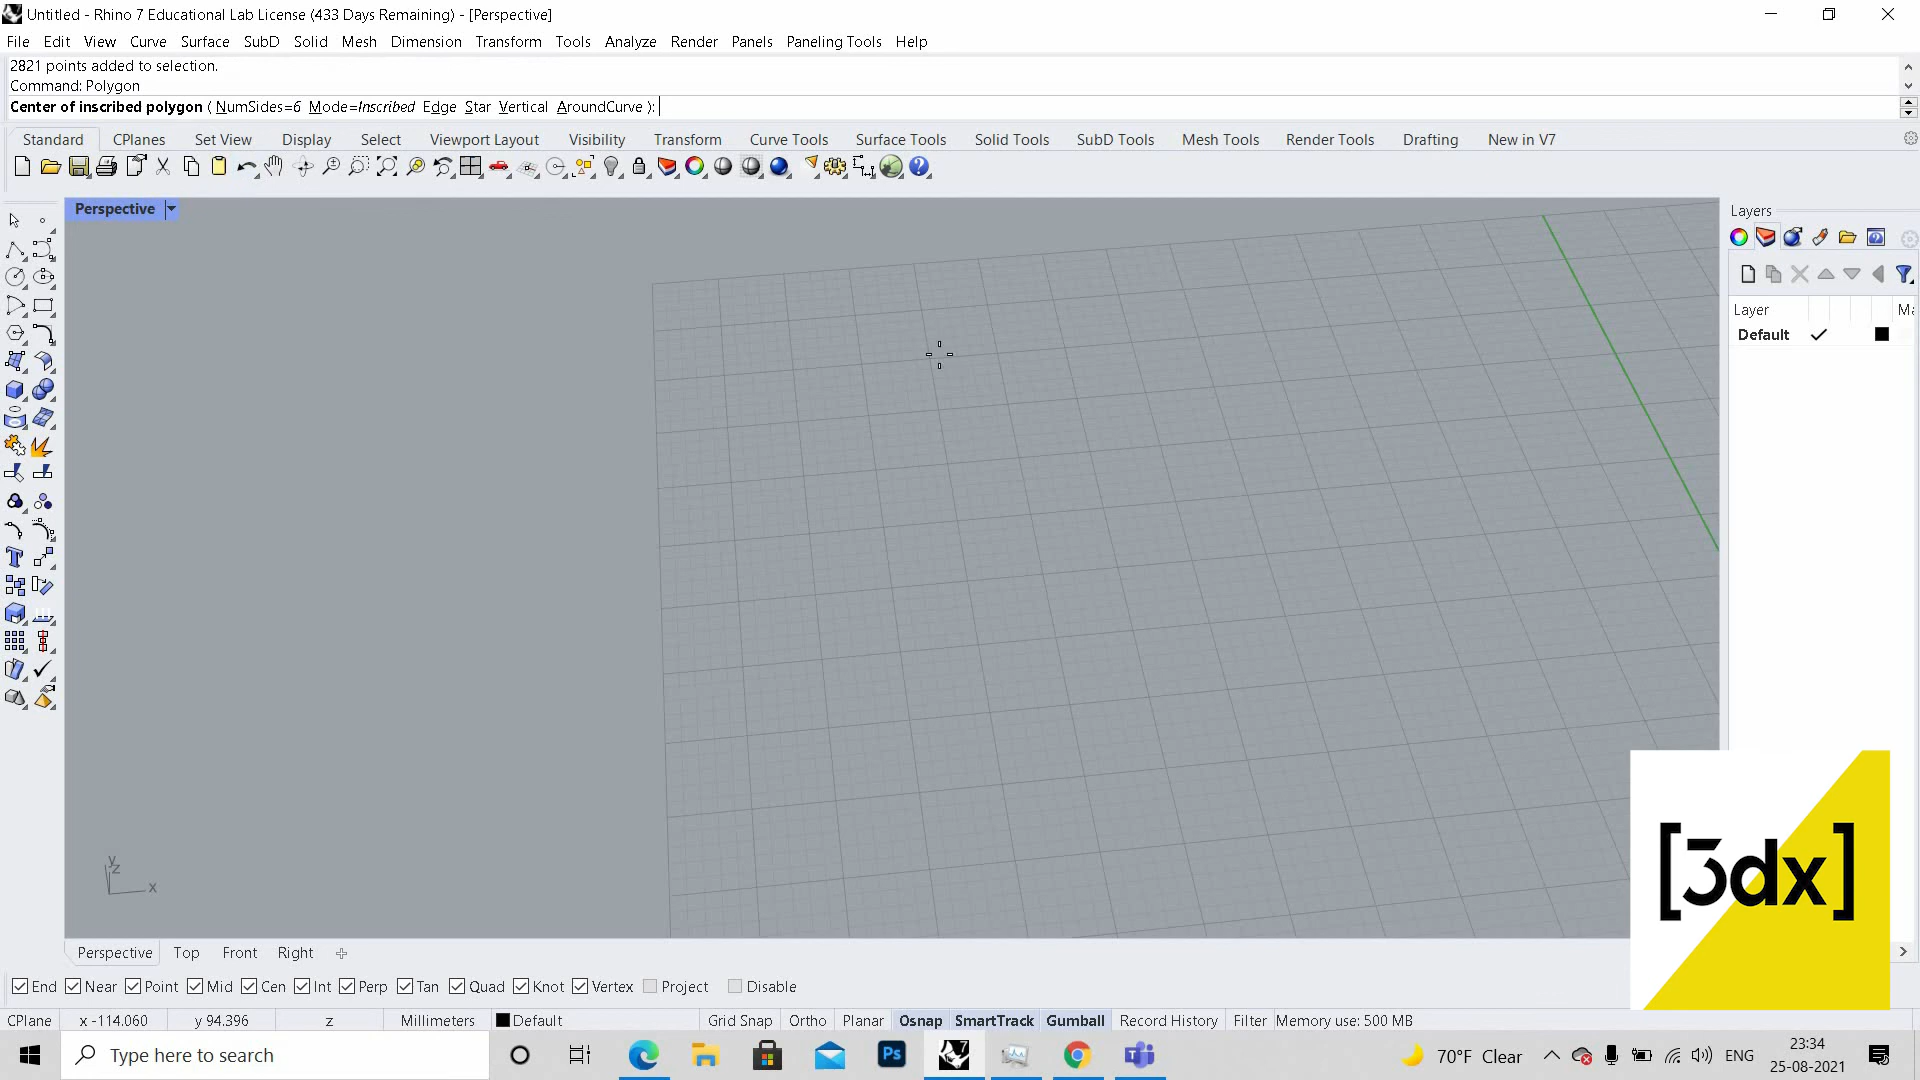 Untitled - Rhino 7 Educational Lab License (433 Days Remaining) - [Perspective]
File Edit View Curve Surface SubD Solid Mesh Dimension Transform Tools Analyze Render Panels Paneling Tools Help
2821 points added to selection.
Command: Polygon
Center of inscribed polygon ( NumSides=6 Mode=Inscribed Edge Star Vertical AroundCurve ):
Standard CPlanes Set View Display Select Viewport Layout Visibility Transform Curve Tools Surface Tools Solid Tools SubD Tools Mesh Tools Render Tools Drafting New in V7
Perspective
Layers
Layer Ma
Default
y
z
x
[3dx]
Perspective Top Front Right
End Near Point Mid Cen Int Perp Tan Quad Knot Vertex Project Disable
CPlane x -114.060 y 94.396 z Millimeters Default Grid Snap Ortho Planar Osnap SmartTrack Gumball Record History Filter Memory use: 500 MB
Type here to search
Ps
70°F Clear
ENG
23:34
25-08-2021